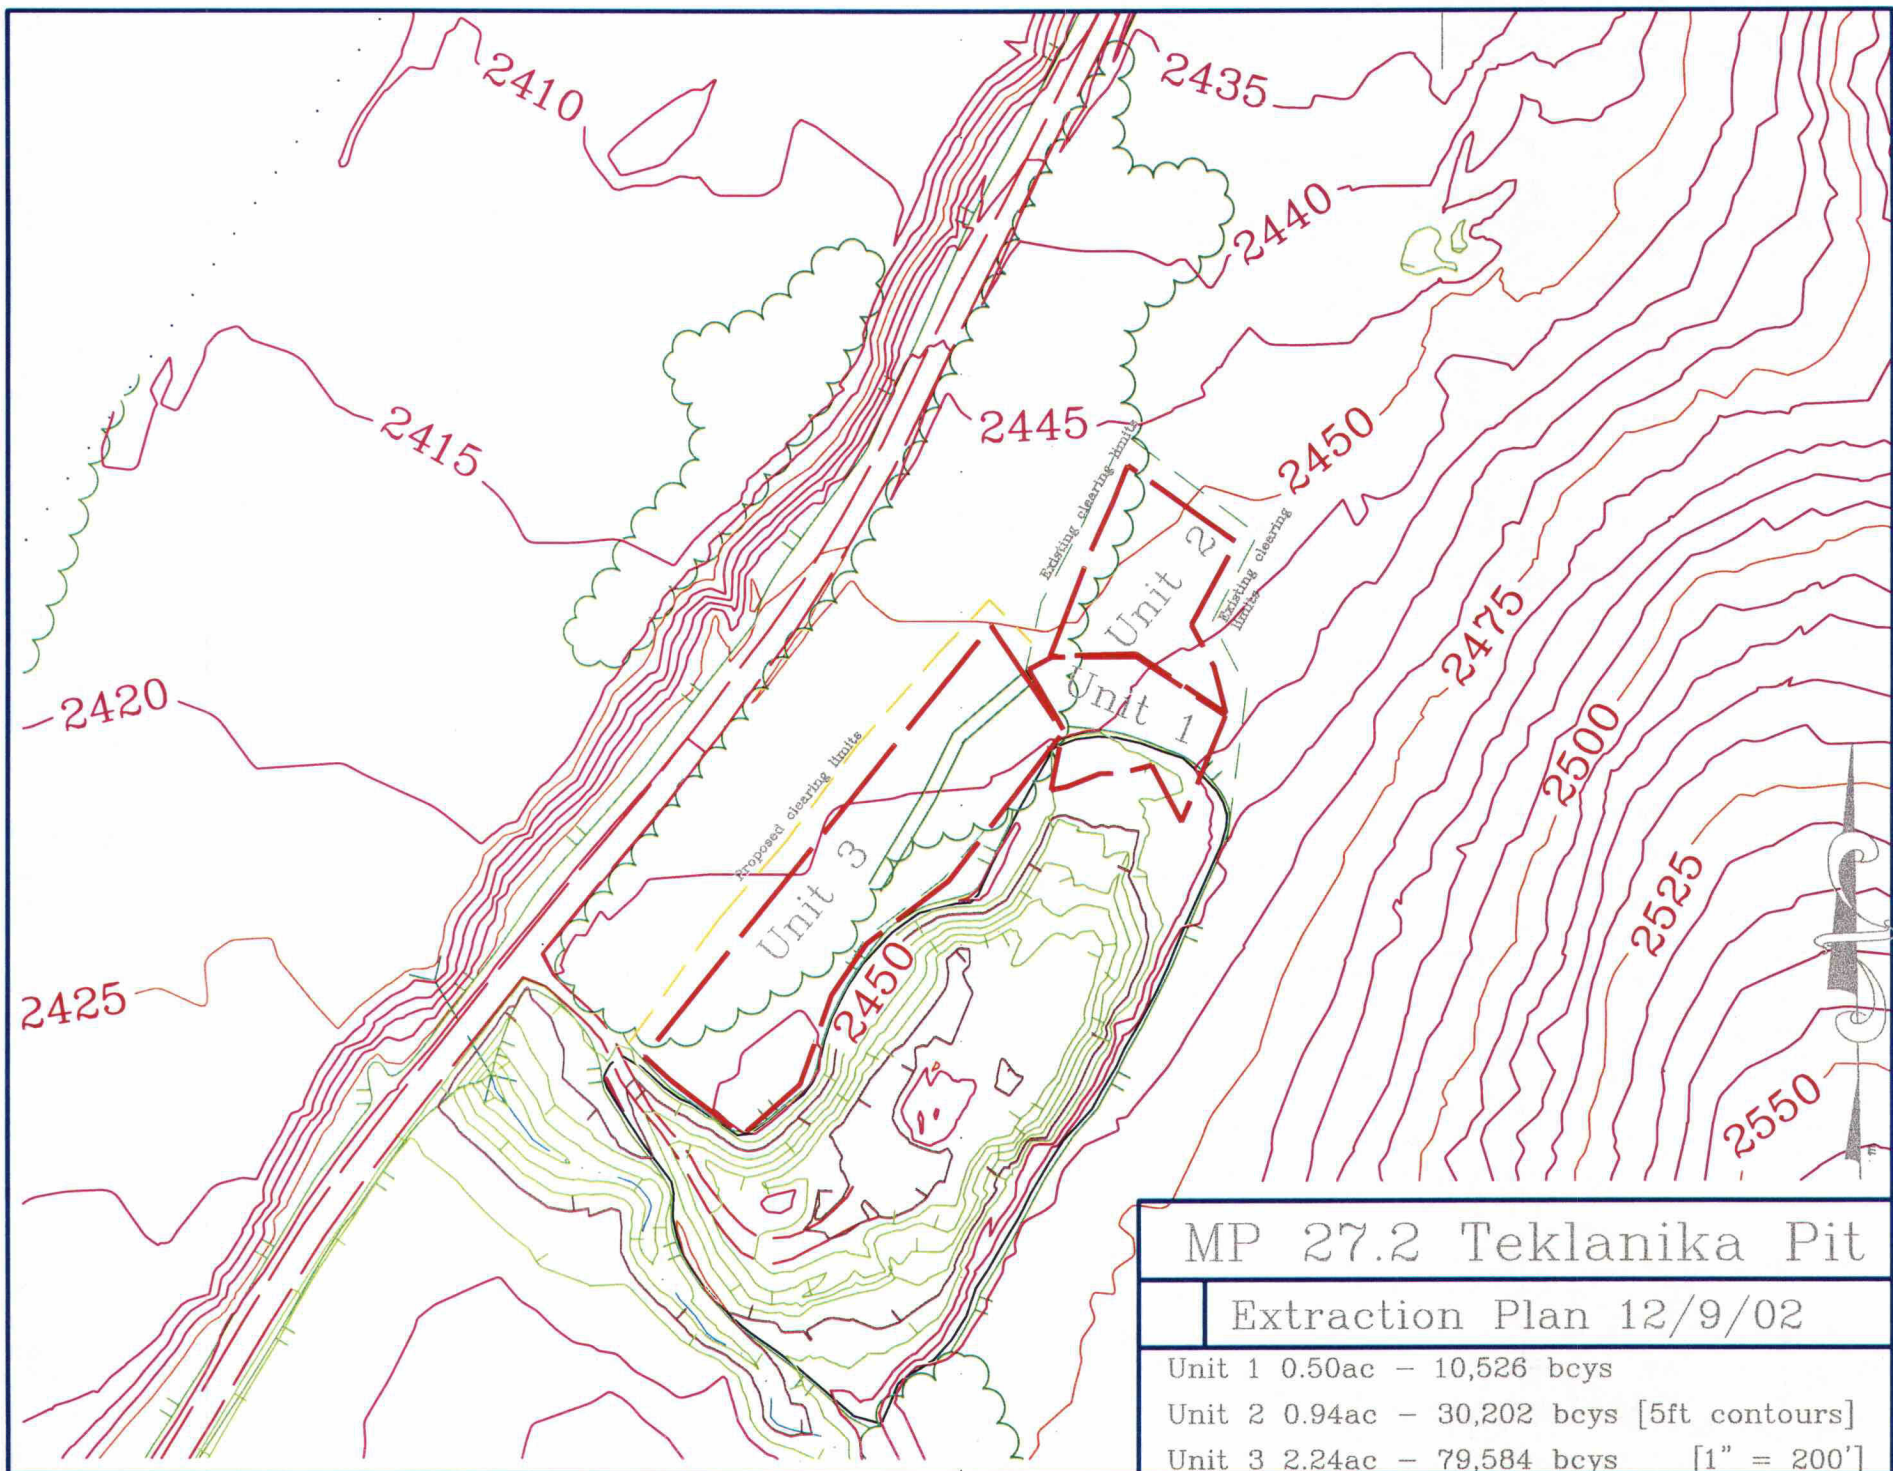 2410
2435
2440
2415
2445
2450
Existing clearing limits
Unit 2
Existing clearing
limits
2475
2420
Unit 1
2500
Proposed clearing limits
Unit 3
2525
2450
2425
2550
MP 27.2 Teklanika Pit
Extraction Plan 12/9/02
Unit 1 0.50ac - 10,526 bcys
Unit 2 0.94ac - 30,202 bcys [5ft contours]
Unit 3 2.24ac - 79,584 bcys [1" = 200']